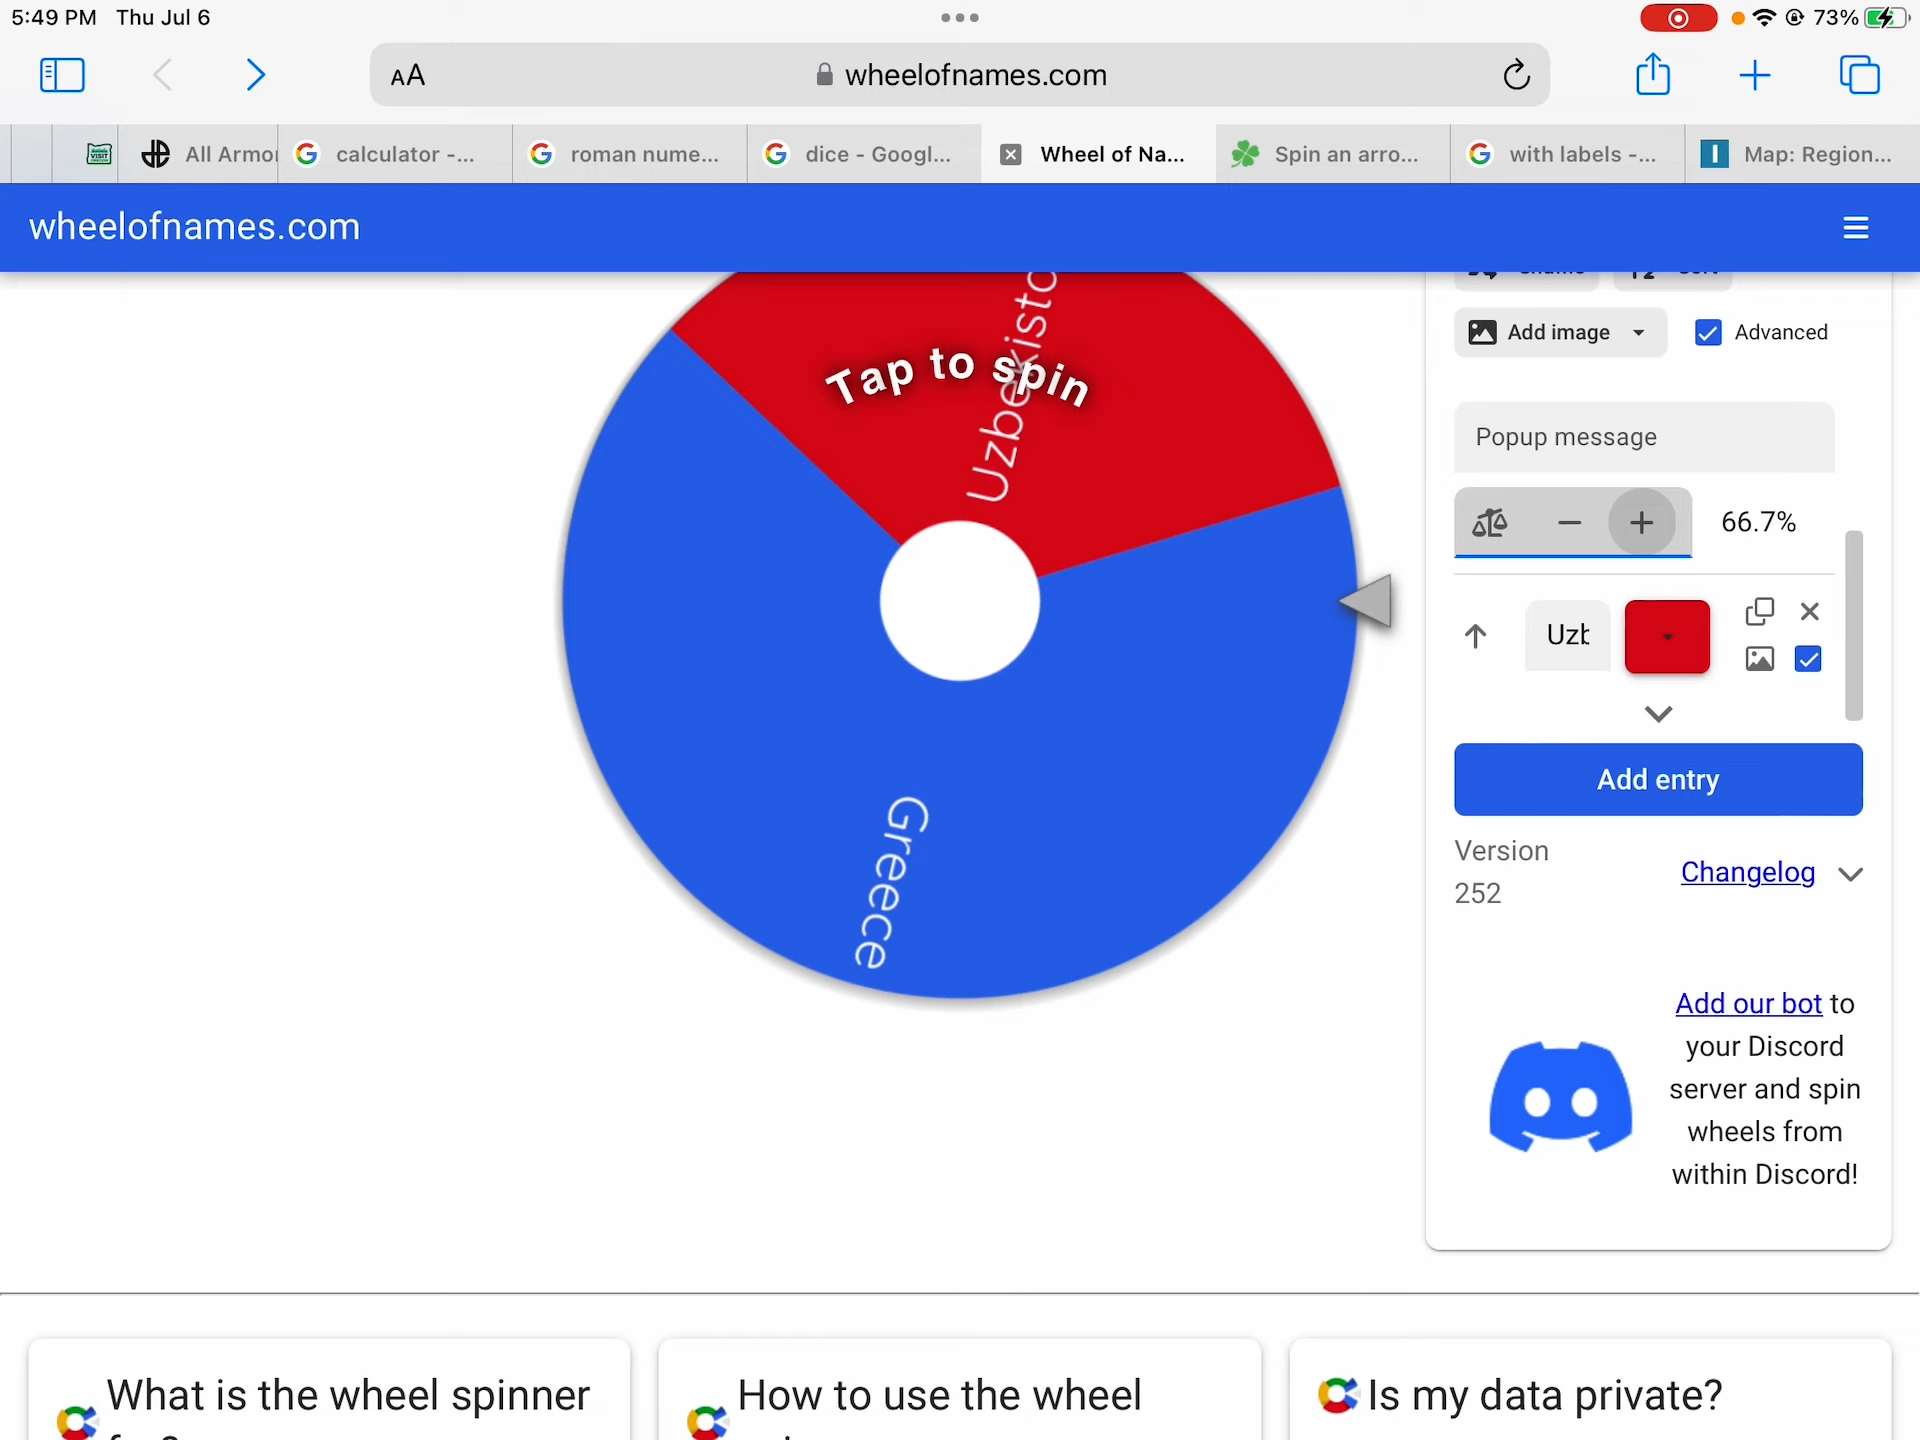 5:49 PM Thu Jul 6
73%
AA wheelofnames.com
VISIT
All Armo
calculator -...
roman nume...
dice - Googl...
Wheel of Na...
Spin an arro...
with labels -...
Map: Region...
wheelofnames.com
Add image
Advanced
Tap to spin
Uzbekisto
Popup message
66.7%
Uzb
Greece
Add entry
Version
252
Changelog
Add our bot to
your Discord
server and spin
wheels from
within Discord!
What is the wheel spinner
How to use the wheel
Is my data private?